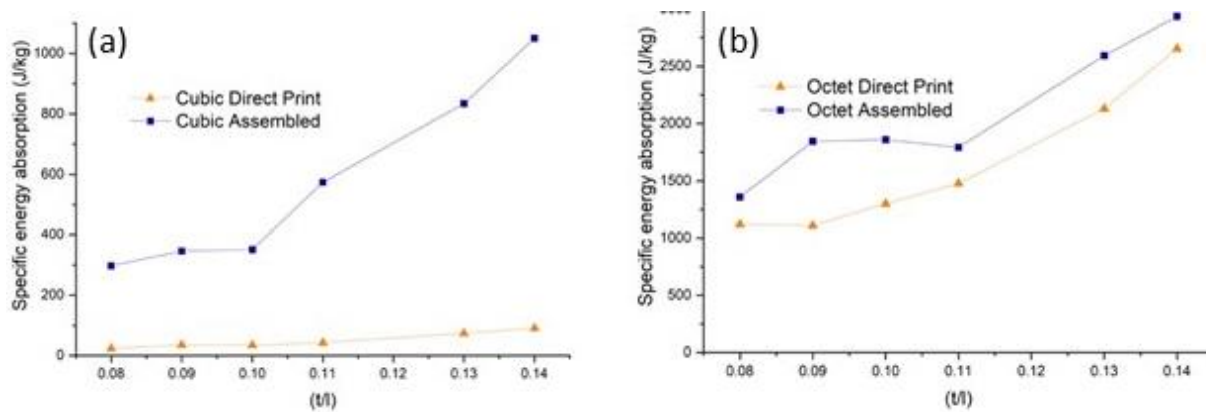 (a)
Specific energy absorption (J/kg)
1000
800
600
400
200
0
Cubic Direct Print
Cubic Assembled
0.08 0.09 0.10 0.11 0.12 0.13 0.14
(t/l)
(b)
Specific energy absorption (J/kg)
2500
2000
1500
1000
500
0
Octet Direct Print
Octet Assembled
0.08 0.09 0.10 0.11 0.12 0.13 0.14
(t/l)